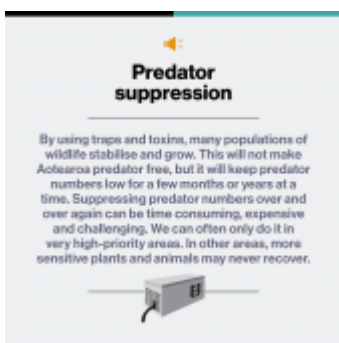 Predator
suppression
By using traps and toxins, many populations of
wildlife stabilise and grow. This will not make
Aotearoa predator free, but it will keep predator
numbers low for a few months or years at a
time. Suppressing predator numbers over and
over again can be time consuming, expensive
and challenging. We can often only do it in
very high-priority areas. In other areas, more
sensitive plants and animals may never recover.